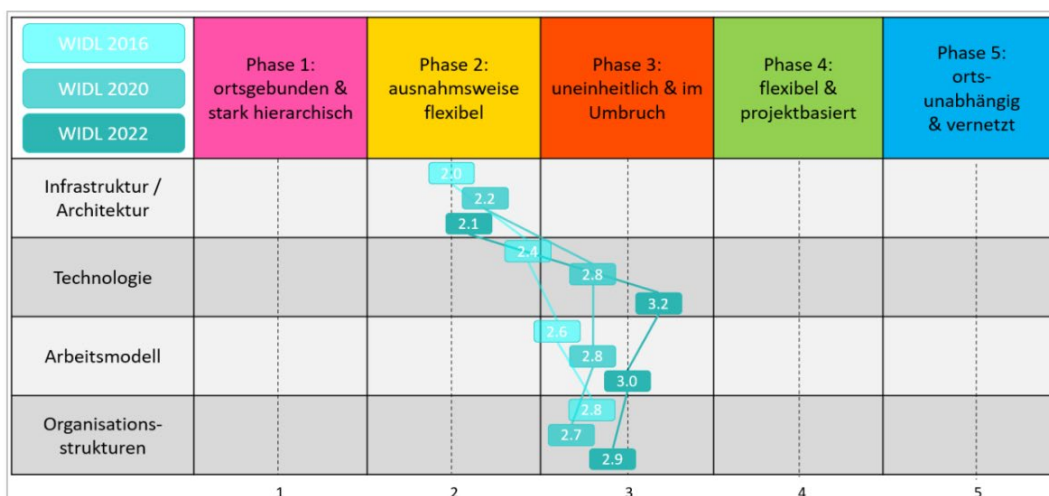 WIDL 2016
WIDL 2020
WIDL 2022
Phase 1:
ortsgebunden &
stark hierarchisch
Phase 2:
ausnahmsweise
flexibel
Phase 3:
uneinheitlich & im
Umbruch
Phase 4:
flexibel &
projektbasiert
Phase 5:
orts-
unabhängig
& vernetzt
Infrastruktur /
Architektur
2.0
2.2
2.1
Technologie
2.4
2.8
3.2
Arbeitsmodell
2.6
2.8
3.0
Organisations-
strukturen
2.8
2.7
2.9
1 2 3 4 5